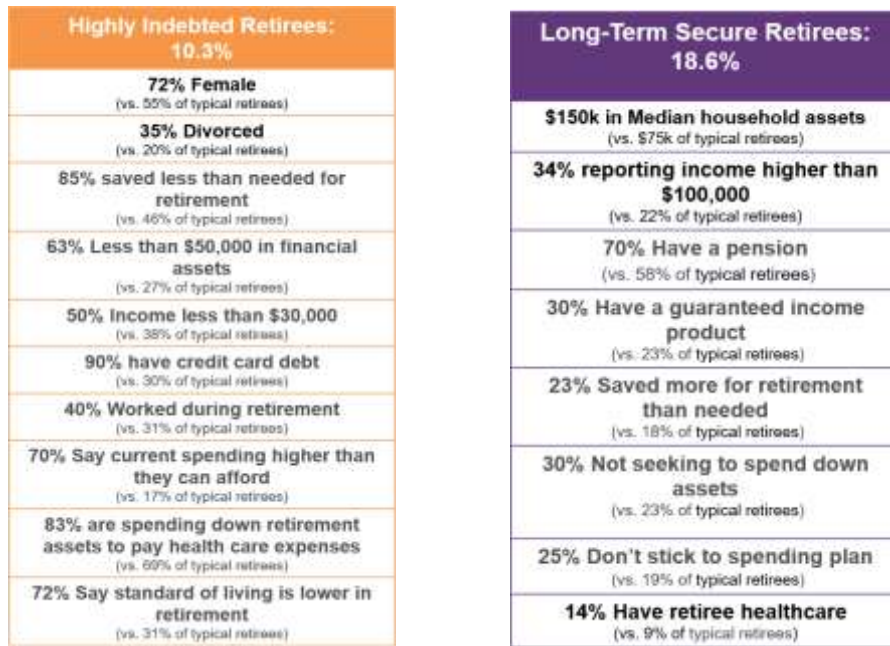 Highly Indebted Retirees:
10.3%
72% Female
(vs. 55% of typical retirees)
35% Divorced
(vs. 20% of typical retirees)
85% saved less than needed for
retirement
(vs. 46% of typical retirees)
63% Less than $50,000 in financial
assets
(vs. 27% of typical retirees)
50% Income less than $30,000
(vs. 38% of typical retirees)
90% have credit card debt
(vs. 30% of typical retirees)
40% Worked during retirement
(vs. 31% of typical retirees)
70% Say current spending higher than
they can afford
(vs. 17% of typical retirees)
83% are spending down retirement
assets to pay health care expenses
(vs. 69% of typical retirees)
72% Say standard of living is lower in
retirement
(vs. 31% of typical retirees)
Long-Term Secure Retirees:
18.6%
$150k in Median household assets
(vs. $75k of typical retirees)
34% reporting income higher than
$100,000
(vs. 22% of typical retirees)
70% Have a pension
(vs. 58% of typical retirees)
30% Have a guaranteed income
product
(vs. 23% of typical retirees)
23% Saved more for retirement
than needed
(vs. 18% of typical retirees)
30% Not seeking to spend down
assets
(vs. 23% of typical retirees)
25% Don't stick to spending plan
(vs. 19% of typical retirees)
14% Have retiree healthcare
(vs. 9% of typical retirees)